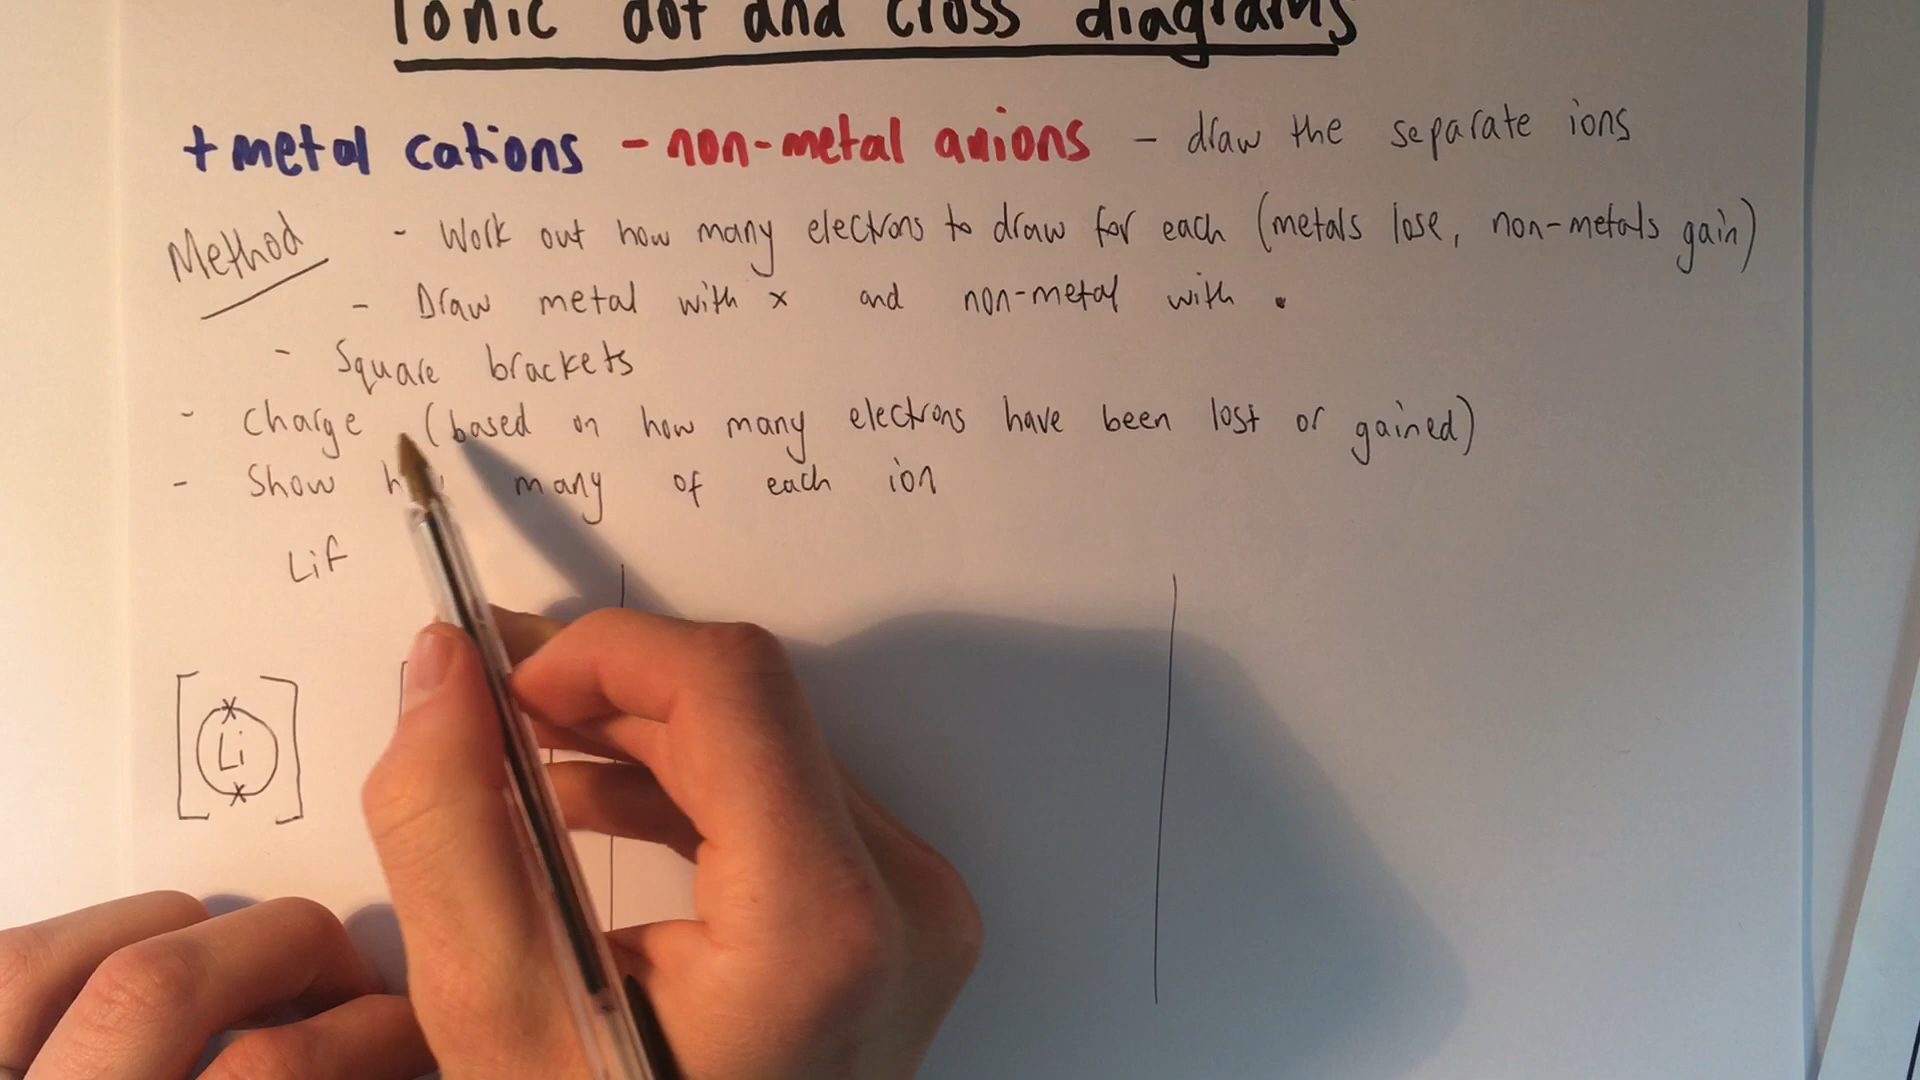 Ionic dot and cross diagrams
+ metal cations - non-metal anions - draw the separate ions
Method - Work out how many electrons to draw for each (metals lose, non-metals gain)
- Draw metal with x and non-metal with •
- Square brackets
- Charge (based on how many electrons have been lost or gained)
- Show many of each ion
LiF
[Li]